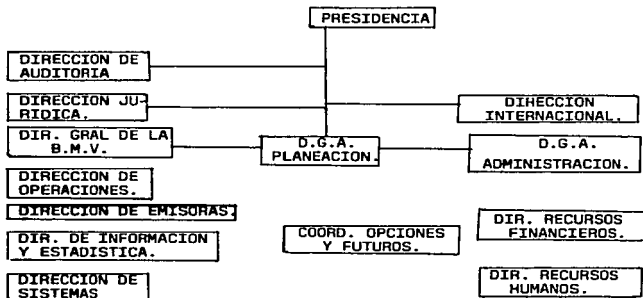 PRESIDENCIA
DIRECCION DE
AUDITORIA
DIRECCION JU-
RIDICA.
DIHECCION
INTERNACIONAL.
DIR. GRAL DE LA
B.M.V.
D.G.A.
PLANEACION.
D.G.A.
ADMINISTRACION.
DIRECCION DE
OPERACIONES.
DIRECCION DE EMISORAS.
DIR. DE INFORMACION
Y ESTADISTICA.
COORD. OPCIONES
Y FUTUROS.
DIR. RECURSOS
FINANCIEROS.
DIRECCION DE
SISTEMAS
DIR. RECURSOS
HUMANOS.